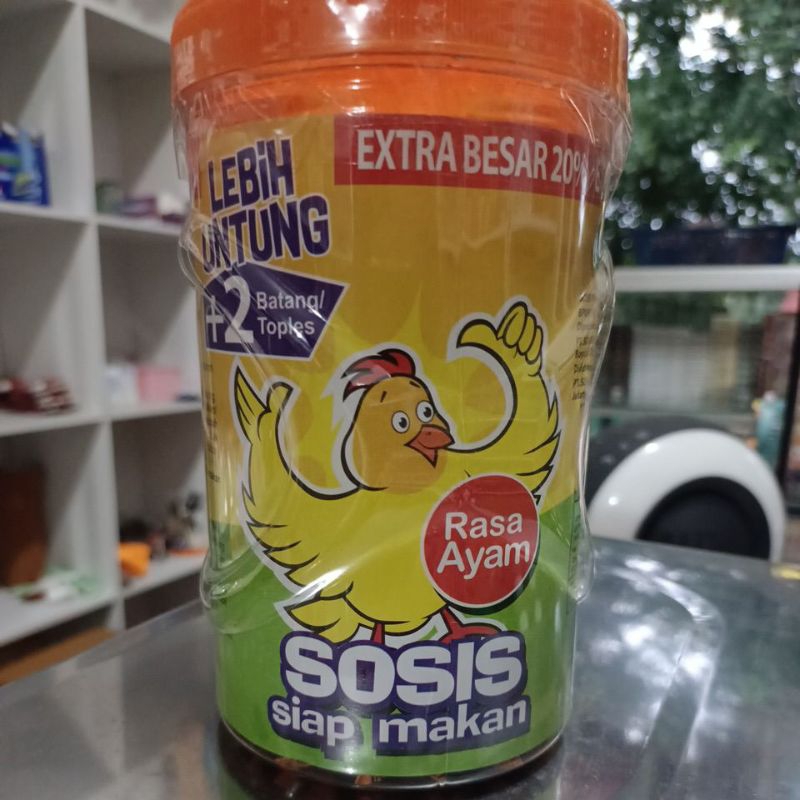 EXTRA BESAR 20%
LEBiH
UNTUNG
+2 Batang/
Toples
Rasa
Ayam
SOSIS
siap makan